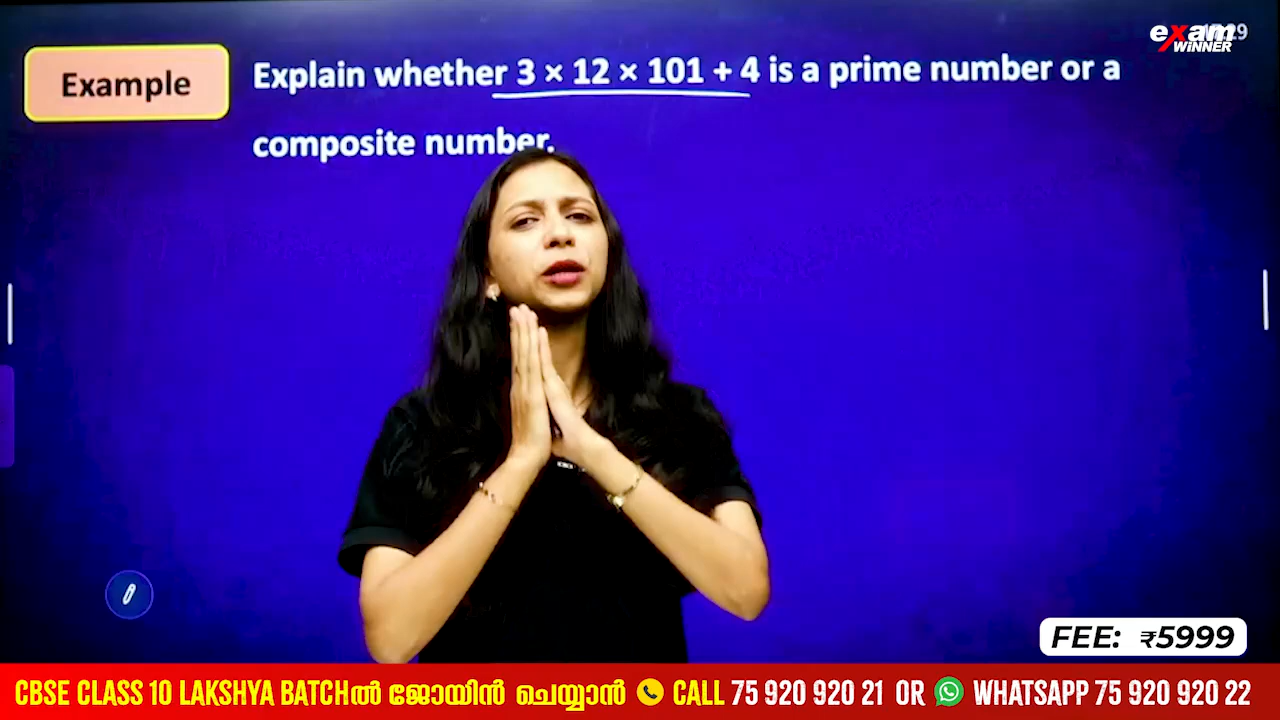 exam
WiNNER
Example
Explain whether 3 × 12 × 101 + 4 is a prime number or a
composite number.
FEE: ₹5999
CBSE CLASS 10 LAKSHYA BATCHൽ ജോയിൻ ചെയ്യാൻ CALL 75 920 920 21 OR WHATSAPP 75 920 920 22